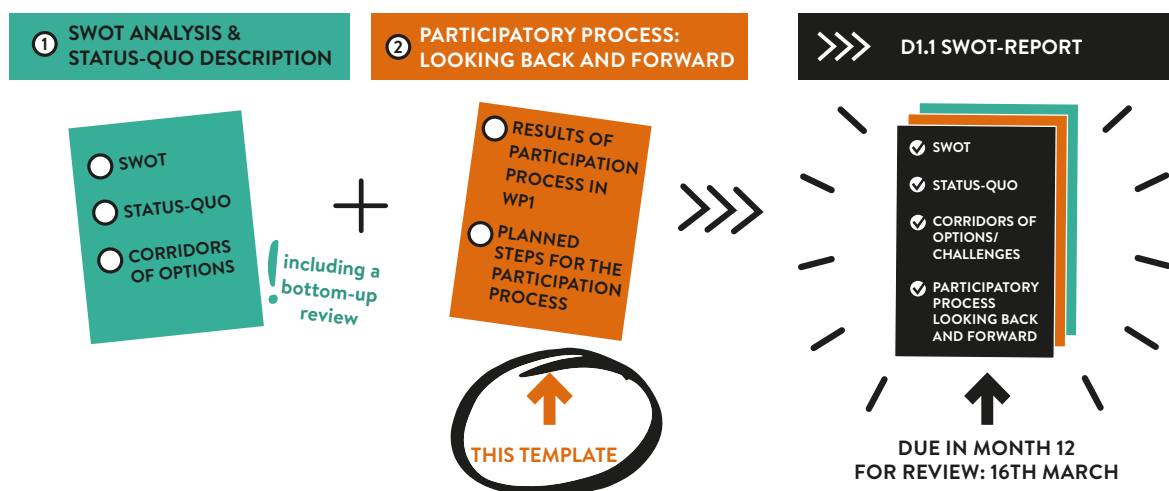 1 SWOT ANALYSIS &
STATUS-QUO DESCRIPTION
SWOT
STATUS-QUO
CORRIDORS
OF OPTIONS
! including a
bottom-up
review
2 PARTICIPATORY PROCESS:
LOOKING BACK AND FORWARD
RESULTS OF
PARTICIPATION
PROCESS IN
WP1
PLANNED
STEPS FOR THE
PARTICIPATION
PROCESS
THIS TEMPLATE
D1.1 SWOT-REPORT
SWOT
STATUS-QUO
CORRIDORS OF
OPTIONS/
CHALLENGES
PARTICIPATORY
PROCESS
LOOKING BACK
AND FORWARD
DUE IN MONTH 12
FOR REVIEW: 16TH MARCH